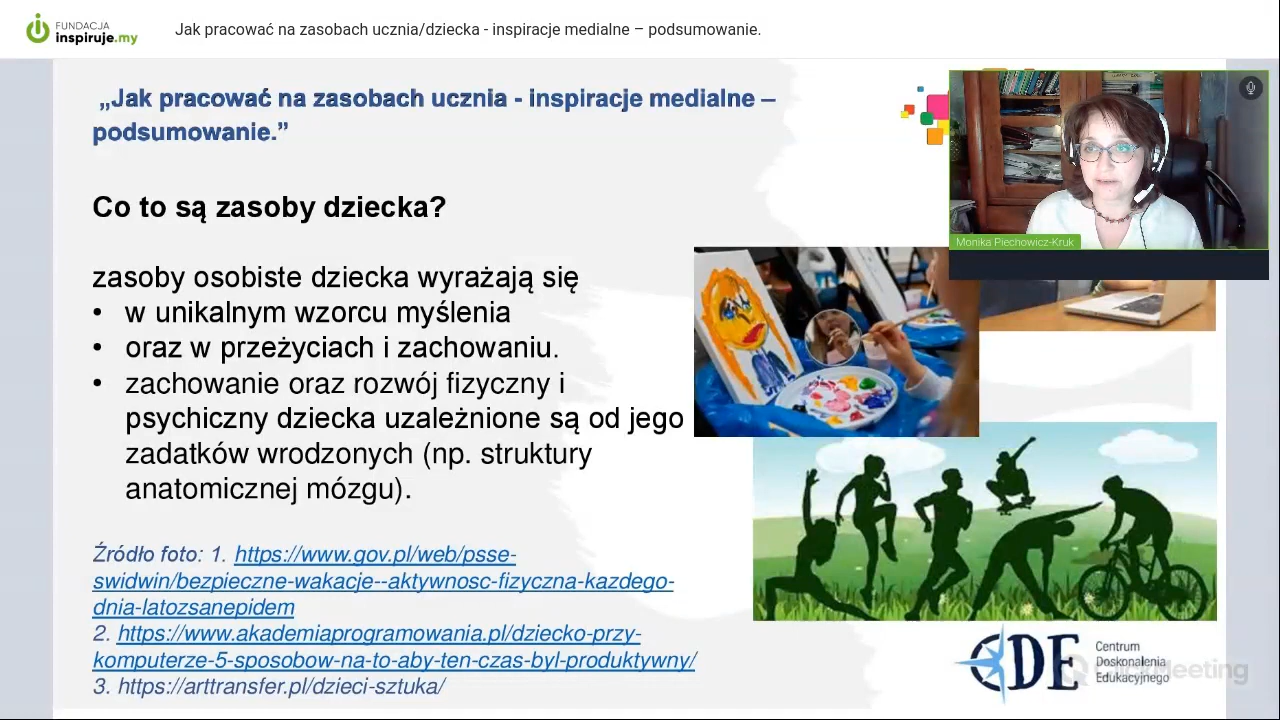 FUNDACJA
inspiruje.my
Jak pracować na zasobach ucznia/dziecka - inspiracje medialne – podsumowanie.
„Jak pracować na zasobach ucznia - inspiracje medialne –
podsumowanie.”
Monika Piechowicz-Kruk
Co to są zasoby dziecka?
zasoby osobiste dziecka wyrażają się
• w unikalnym wzorcu myślenia
• oraz w przeżyciach i zachowaniu.
• zachowanie oraz rozwój fizyczny i
psychiczny dziecka uzależnione są od jego
zadatków wrodzonych (np. struktury
anatomicznej mózgu).
Źródło foto: 1. https://www.gov.pl/web/psse-
swidwin/bezpieczne-wakacje--aktywnosc-fizyczna-kazdego-
dnia-latozsanepidem
2. https://www.akademiaprogramowania.pl/dziecko-przy-
komputerze-5-sposobow-na-to-aby-ten-czas-byl-produktywny/
3. https://arttransfer.pl/dzieci-sztuka/
CDE
Centrum
Doskonalenia
Edukacyjnego
ClickMeeting